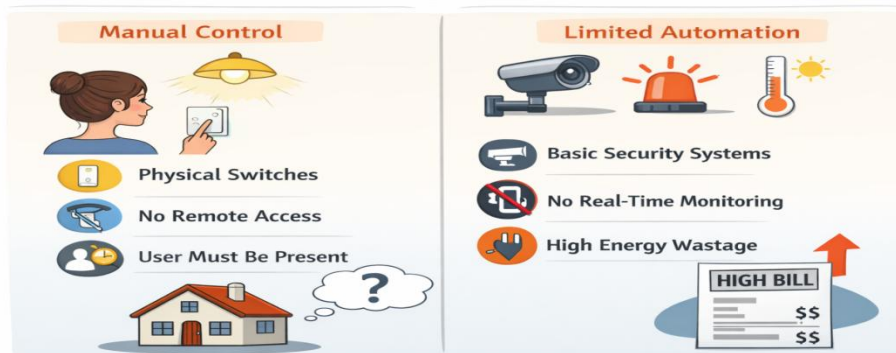 Manual Control
Physical Switches
No Remote Access
User Must Be Present
?
Limited Automation
Basic Security Systems
No Real-Time Monitoring
High Energy Wastage
HIGH BILL
$$
$$